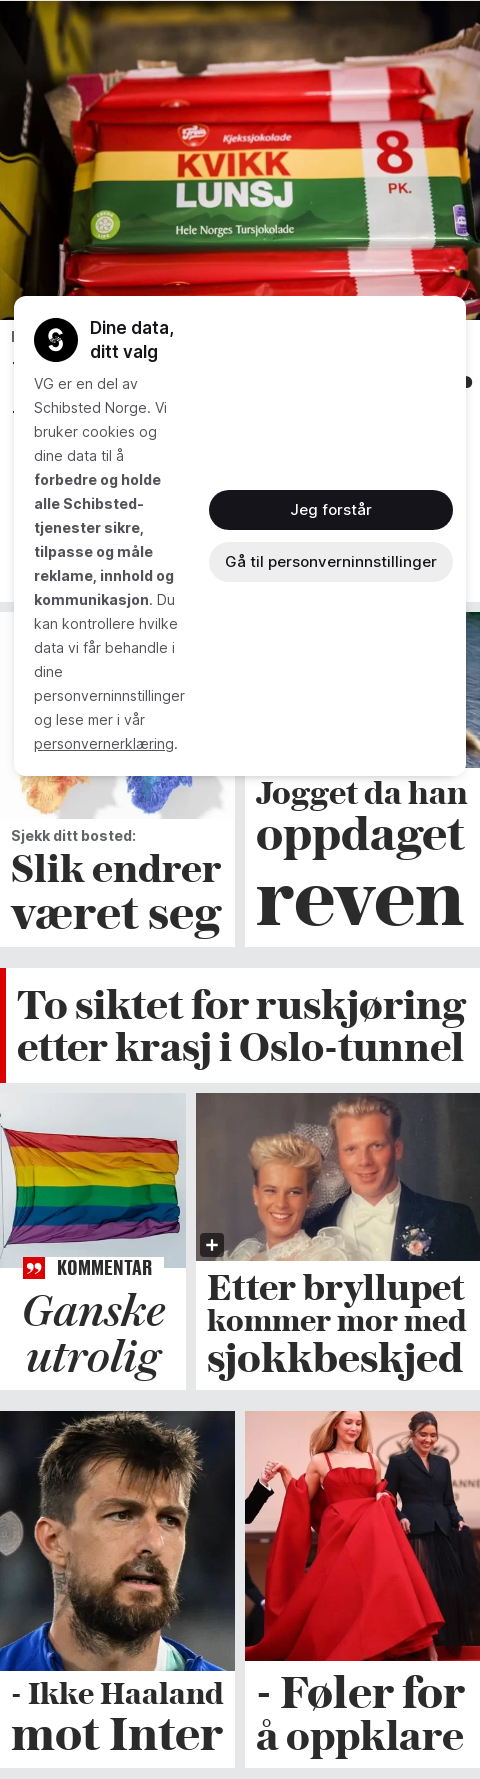 Freia
Kjekssjokolade
KVIKK
LUNSJ
Hele Norges Tursjokolade
8
PK.
Dine data,
ditt valg
VG er en del av
Schibsted Norge. Vi
bruker cookies og
dine data til å
forbedre og holde
alle Schibsted-
tjenester sikre,
tilpasse og måle
reklame, innhold og
kommunikasjon. Du
kan kontrollere hvilke
data vi får behandle i
dine
personverninnstillinger
og lese mer i vår
personvernerklæring.
Jeg forstår
Gå til personverninnstillinger
Sjekk ditt bosted:
Slik endrer
været seg
Jogget da han
oppdaget
reven
To siktet for ruskjøring
etter krasj i Oslo-tunnel
KOMMENTAR
Ganske
utrolig
Etter bryllupet
kommer mor med
sjokkbeskjed
- Ikke Haaland
mot Inter
- Føler for
å oppklare